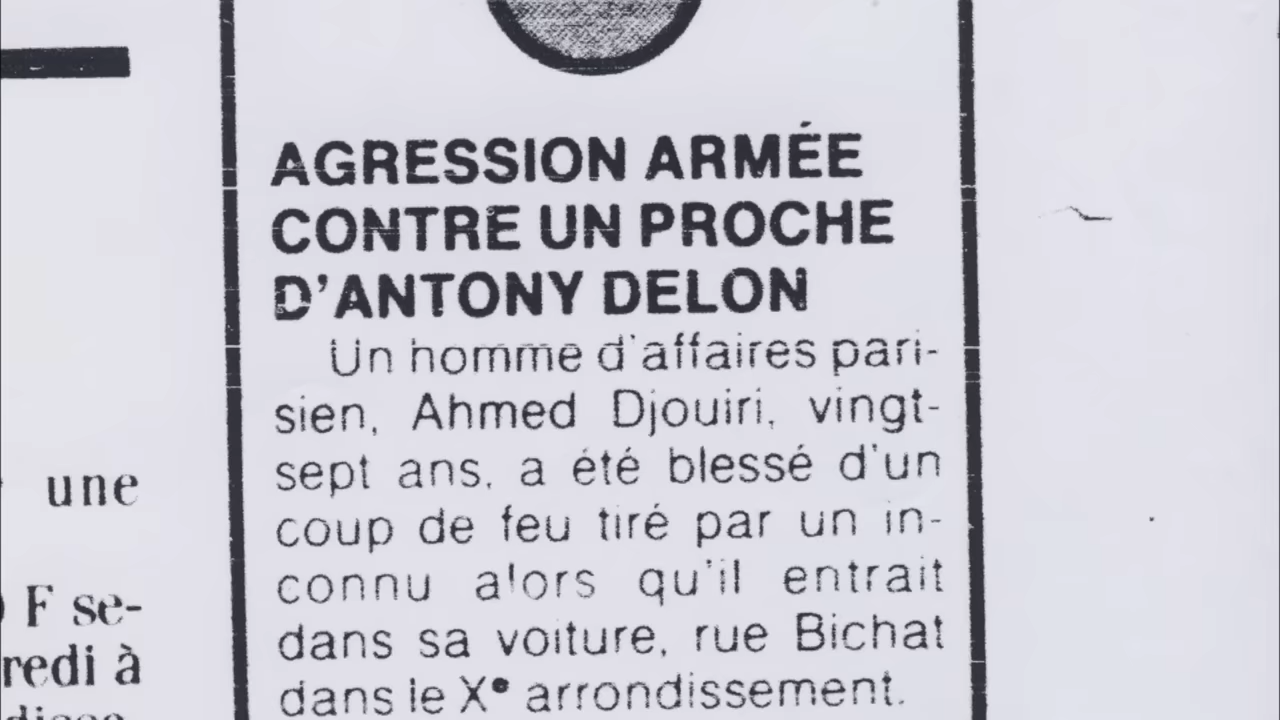 AGRESSION ARMÉE
CONTRE UN PROCHE
D'ANTONY DELON
Un homme d'affaires pari-
sien, Ahmed Djouiri, vingt-
sept ans, a été blessé d'un
coup de feu tiré par un in-
connu alors qu'il entrait
dans sa voiture, rue Bichat
dans le Xe arrondissement.
une
F se-
redi à